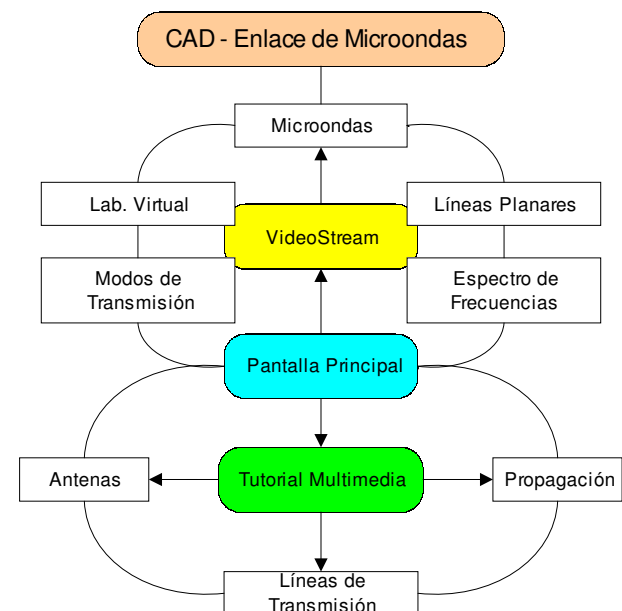 CAD - Enlace de Microondas
Microondas
Lab. Virtual
Líneas Planares
VideoStream
Modos de
Transmisión
Espectro de
Frecuencias
Pantalla Principal
Antenas
Tutorial Multimedia
Propagación
Líneas de
Transmisión